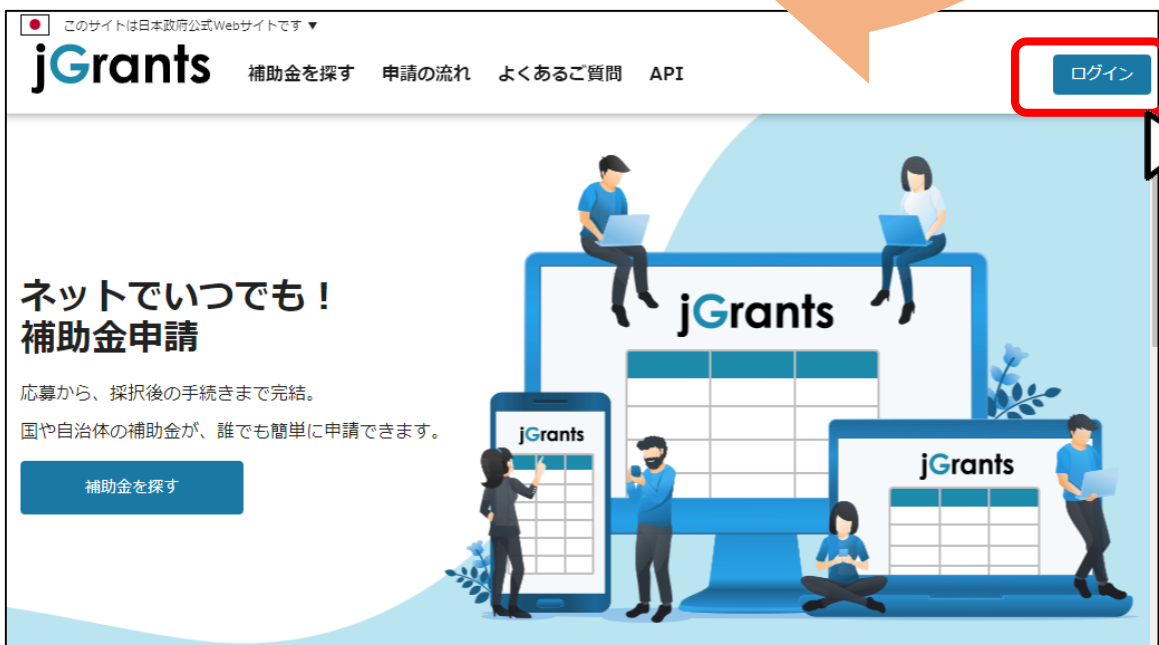 このサイトは日本政府公式Webサイトです ▼
jGrants 補助金を探す 申請の流れ よくあるご質問 API ログイン
ネットでいつでも！
補助金申請
応募から、採択後の手続きまで完結。
国や自治体の補助金が、誰でも簡単に申請できます。
補助金を探す
jGrants
jGrants
jGrants